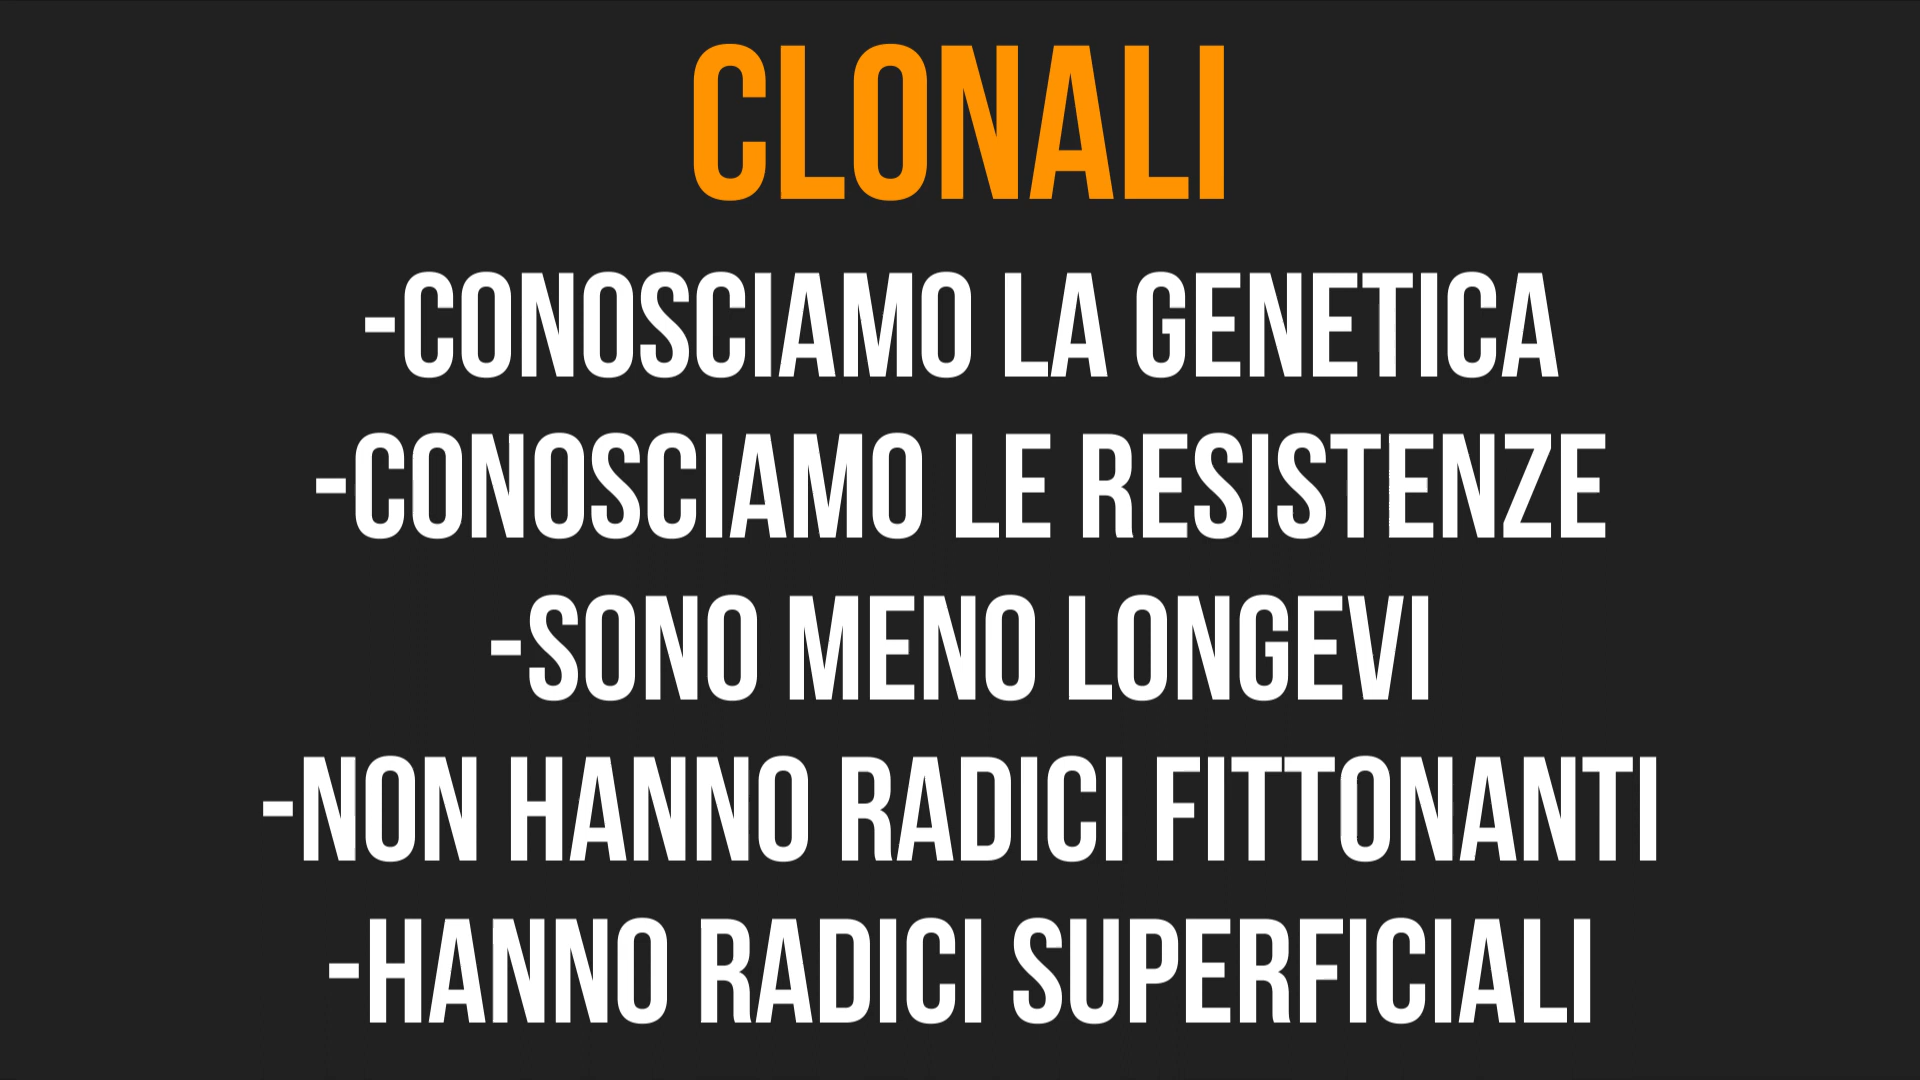 CLONALI
-CONOSCIAMO LA GENETICA
-CONOSCIAMO LE RESISTENZE
-SONO MENO LONGEVI
-NON HANNO RADICI FITTONANTI
-HANNO RADICI SUPERFICIALI